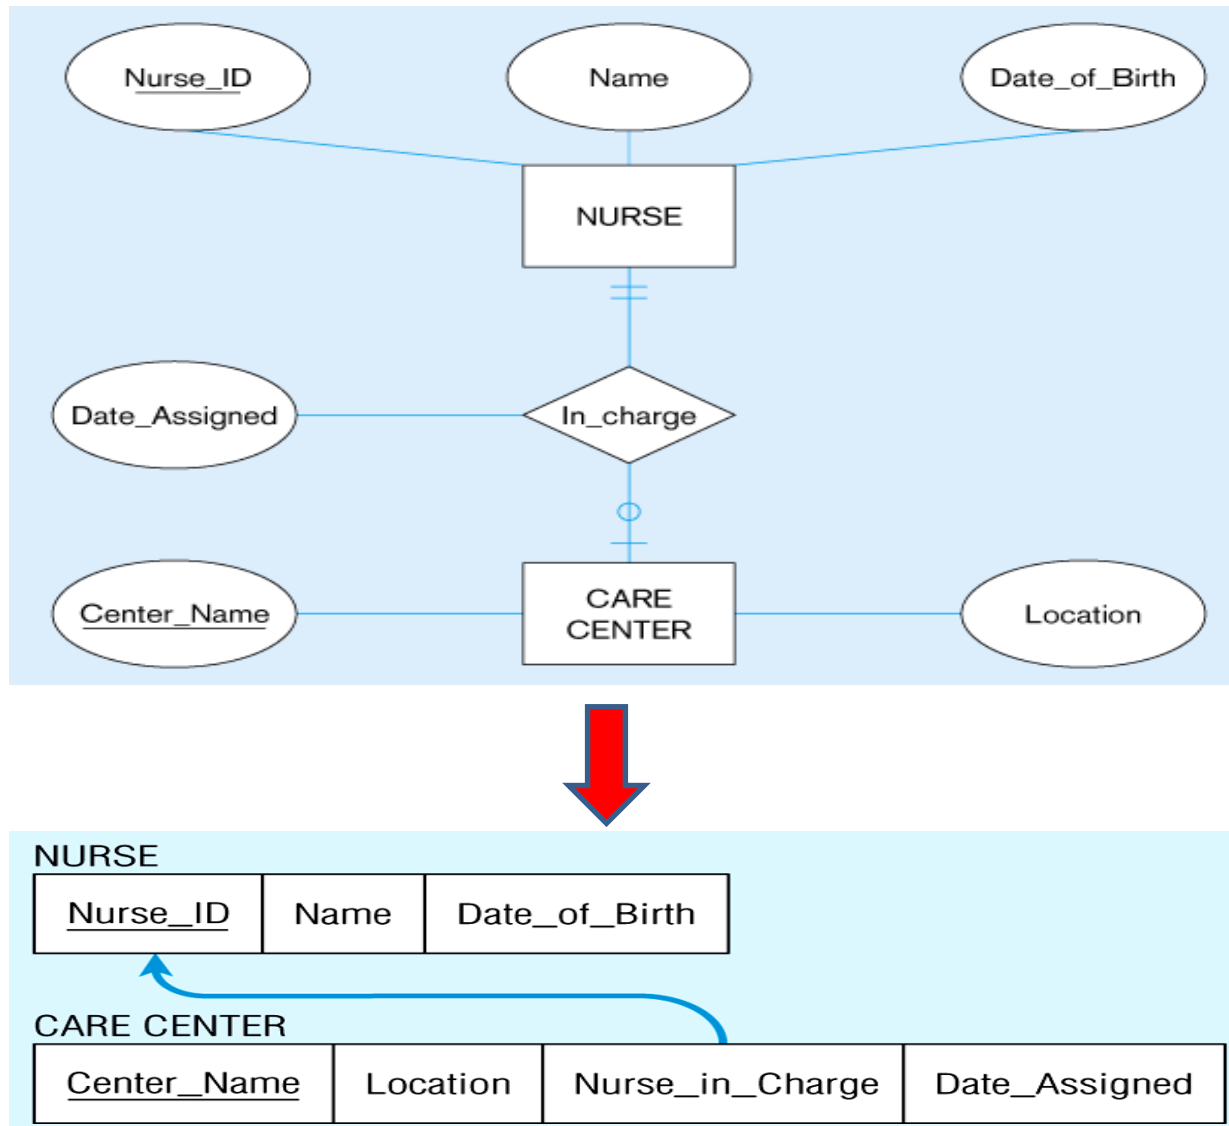 Nurse_ID
Name
Date_of_Birth
NURSE
Date_Assigned
In_charge
Center_Name
CARE
CENTER
Location
NURSE
Nurse_ID
Name
Date_of_Birth
CARE CENTER
Center_Name
Location
Nurse_in_Charge
Date_Assigned